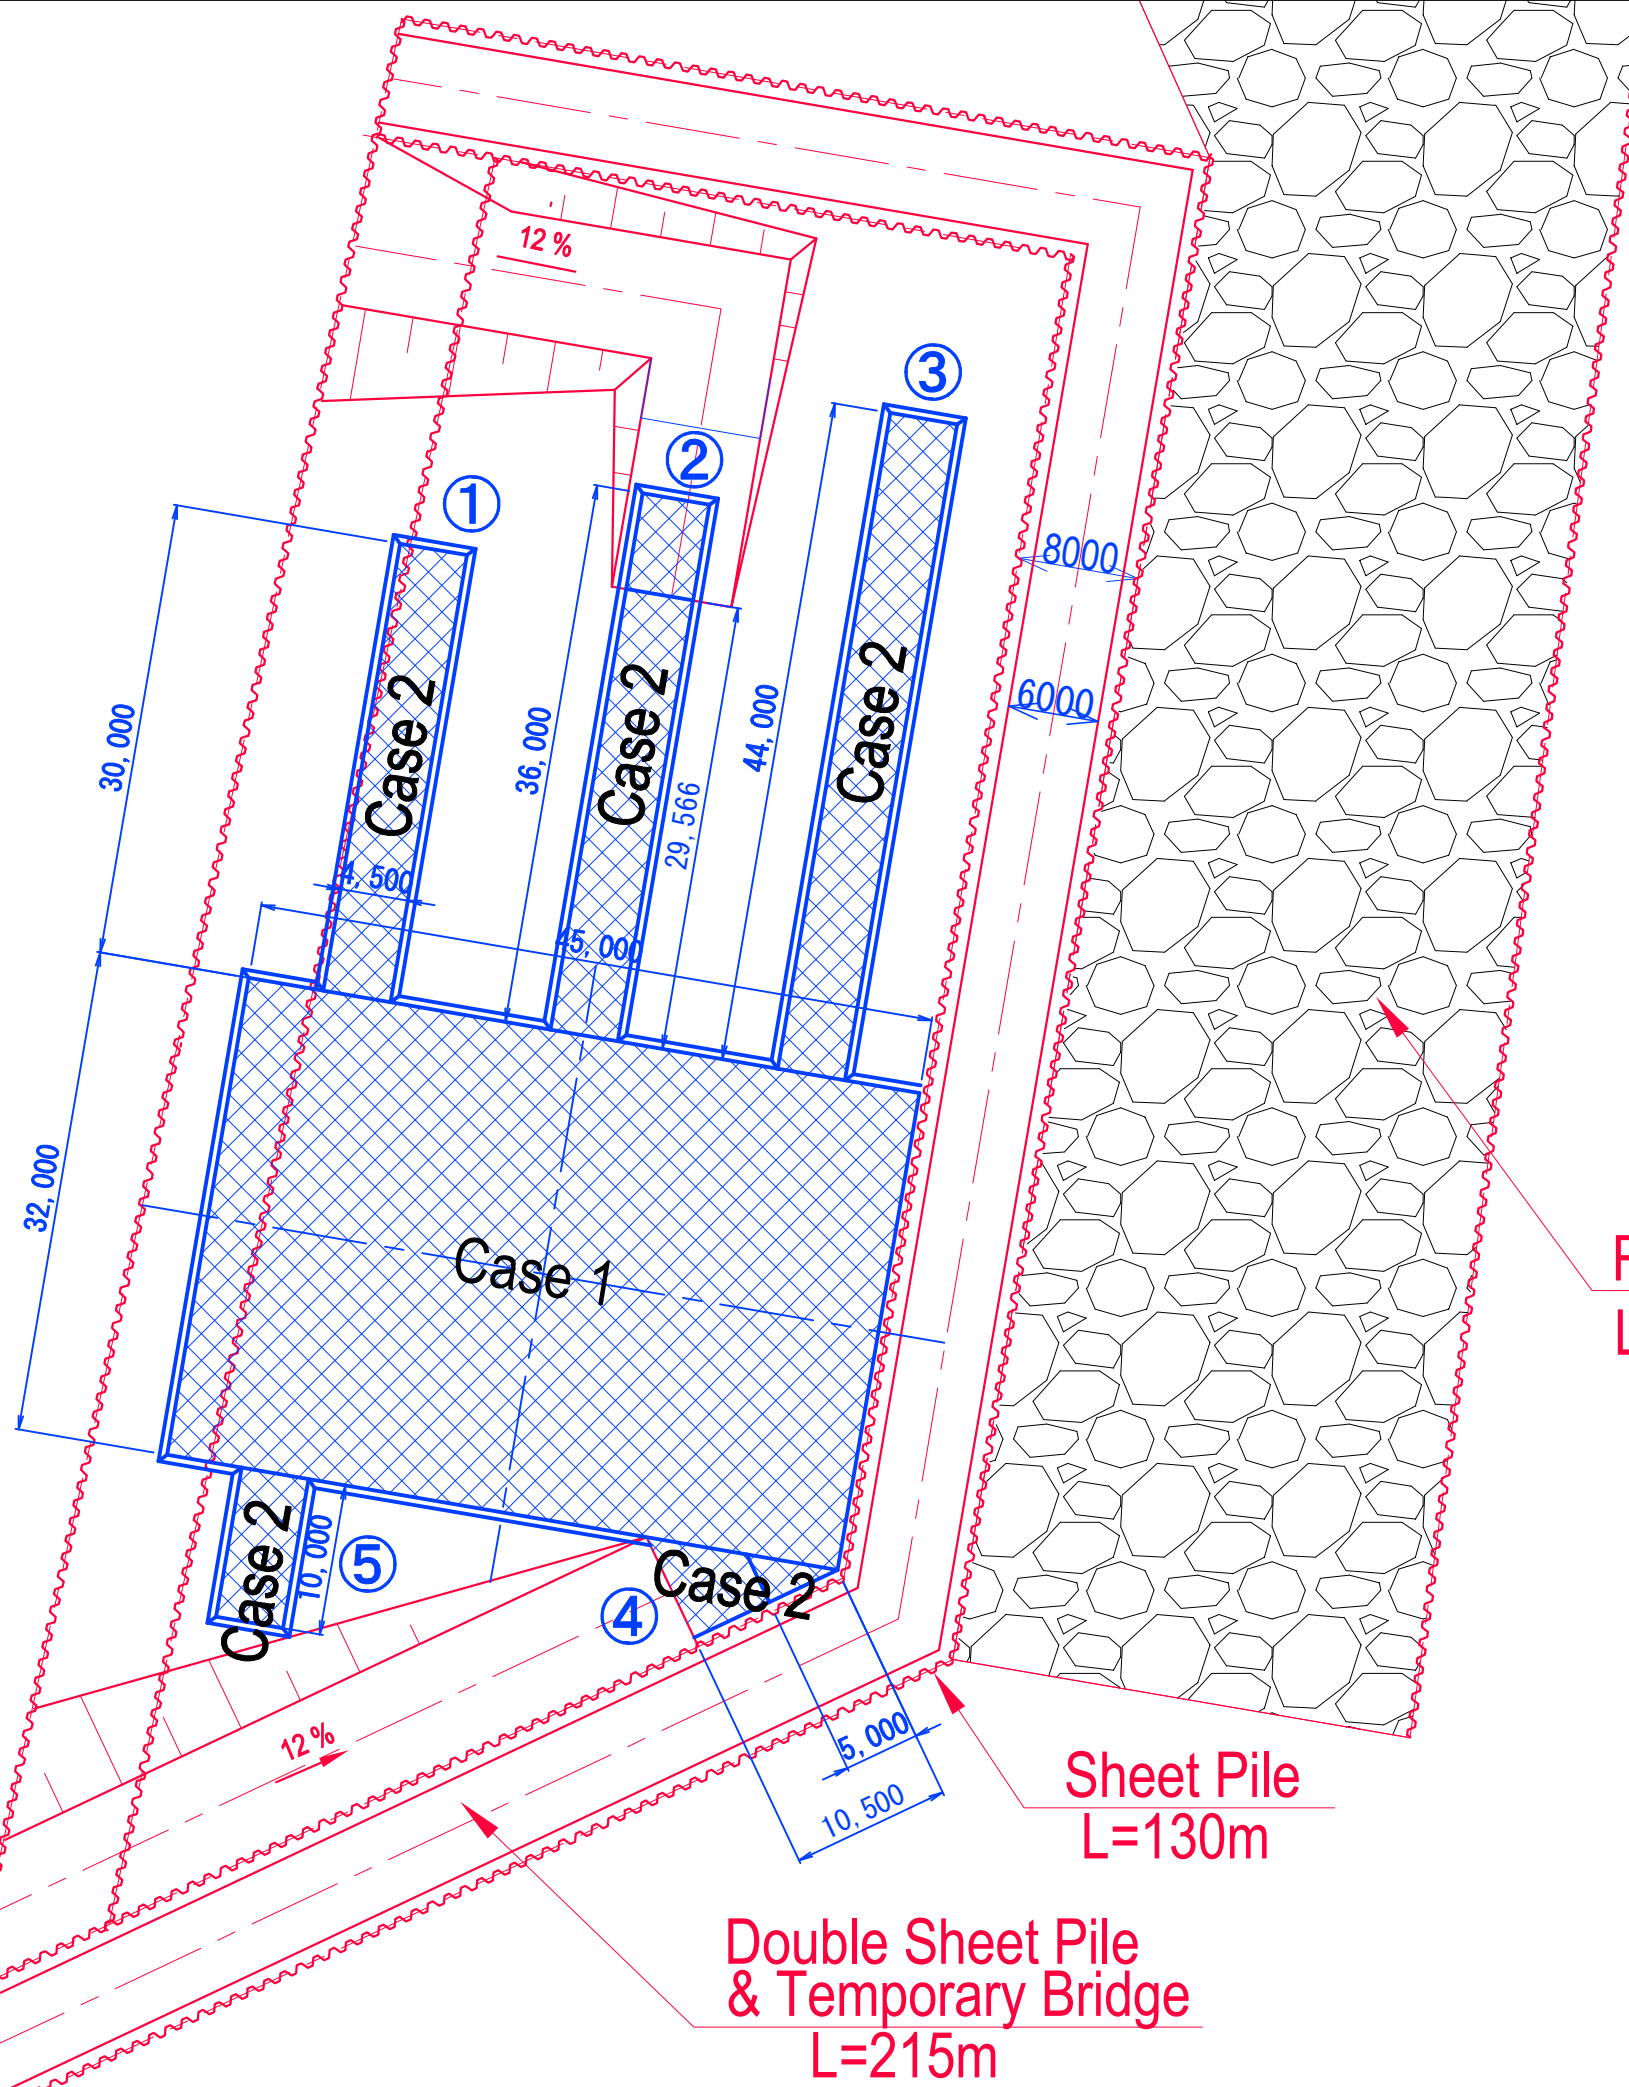 12 %
③
②
①
8000
6000
Case 2
Case 2
Case 2
30, 000
36, 000
44, 000
29, 566
4, 500
45, 000
32, 000
Case 1
Case 2
10, 000
⑤
Case 2
④
12 %
5, 000
10, 500
Sheet Pile
L=130m
Double Sheet Pile
& Temporary Bridge
L=215m